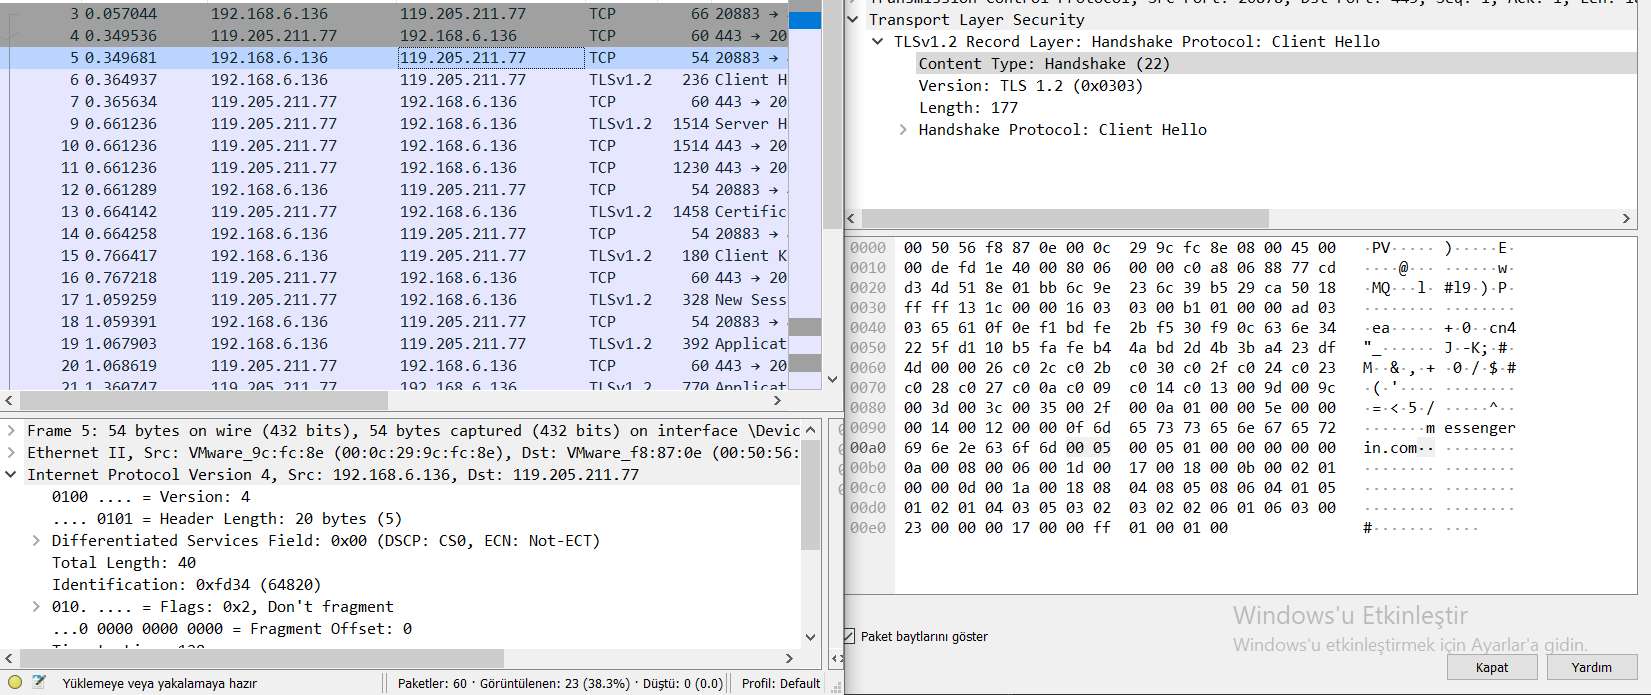 3 0.057044 192.168.6.136 119.205.211.77 TCP 66 20883 →
4 0.349536 119.205.211.77 192.168.6.136 TCP 60 443 → 20
5 0.349681 192.168.6.136 119.205.211.77 TCP 54 20883 →
6 0.364937 192.168.6.136 119.205.211.77 TLSv1.2 236 Client H
7 0.365634 119.205.211.77 192.168.6.136 TCP 60 443 → 20
9 0.661236 119.205.211.77 192.168.6.136 TLSv1.2 1514 Server H
10 0.661236 119.205.211.77 192.168.6.136 TCP 1514 443 → 20
11 0.661236 119.205.211.77 192.168.6.136 TCP 1230 443 → 20
12 0.661289 192.168.6.136 119.205.211.77 TCP 54 20883 →
13 0.664142 119.205.211.77 192.168.6.136 TLSv1.2 1458 Certific
14 0.664258 192.168.6.136 119.205.211.77 TCP 54 20883 →
15 0.766417 192.168.6.136 119.205.211.77 TLSv1.2 180 Client K
16 0.767218 119.205.211.77 192.168.6.136 TCP 60 443 → 20
17 1.059259 119.205.211.77 192.168.6.136 TLSv1.2 328 New Sess
18 1.059391 192.168.6.136 119.205.211.77 TCP 54 20883 →
19 1.067903 192.168.6.136 119.205.211.77 TLSv1.2 392 Applicat
20 1.068619 119.205.211.77 192.168.6.136 TCP 60 443 → 20
21 1.360747 119.205.211.77 192.168.6.136 TLSv1.2 770 Applicat
Frame 5: 54 bytes on wire (432 bits), 54 bytes captured (432 bits) on interface \Devic
Ethernet II, Src: VMware_9c:fc:8e (00:0c:29:9c:fc:8e), Dst: VMware_f8:87:0e (00:50:56:
Internet Protocol Version 4, Src: 192.168.6.136, Dst: 119.205.211.77
0100 .... = Version: 4
.... 0101 = Header Length: 20 bytes (5)
Differentiated Services Field: 0x00 (DSCP: CS0, ECN: Not-ECT)
Total Length: 40
Identification: 0xfd34 (64820)
010. .... = Flags: 0x2, Don't fragment
...0 0000 0000 0000 = Fragment Offset: 0
Yüklemeye veya yakalamaya hazır
Paketler: 60 · Görüntülenen: 23 (38.3%) · Düştü: 0 (0.0)
Profil: Default
Transmission Control Protocol, Src Port: 20878, Dst Port: 443, Seq: 1, Ack: 1, Len: 1
Transport Layer Security
TLSv1.2 Record Layer: Handshake Protocol: Client Hello
Content Type: Handshake (22)
Version: TLS 1.2 (0x0303)
Length: 177
Handshake Protocol: Client Hello
0000 00 50 56 f8 87 0e 00 0c 29 9c fc 8e 08 00 45 00 ·PV····· )·····E·
0010 00 de fd 1e 40 00 80 06 00 00 c0 a8 06 88 77 cd ····@··· ······w·
0020 d3 4d 51 8e 01 bb 6c 9e 23 6c 39 b5 29 ca 50 18 ·MQ···l· #l9·)·P·
0030 ff ff 13 1c 00 00 16 03 03 00 b1 01 00 00 ad 03 ········ ········
0040 03 65 61 0f 0e f1 bd fe 2b f5 30 f9 0c 63 6e 34 ·ea····· +·0··cn4
0050 22 5f d1 10 b5 fa fe b4 4a bd 2d 4b 3b a4 23 df "_······ J·-K;·#·
0060 4d 00 00 26 c0 2c c0 2b c0 30 c0 2f c0 24 c0 23 M··&·,·+ ·0·/·$·#
0070 c0 28 c0 27 c0 0a c0 09 c0 14 c0 13 00 9d 00 9c ·(·'···· ········
0080 00 3d 00 3c 00 35 00 2f 00 0a 01 00 00 5e 00 00 ·=·<·5·/ ·····^··
0090 00 14 00 12 00 00 0f 6d 65 73 73 65 6e 67 65 72 ·······m essenger
00a0 69 6e 2e 63 6f 6d 00 05 00 05 01 00 00 00 00 00 in.com·· ········
00b0 0a 00 08 00 06 00 1d 00 17 00 18 00 0b 00 02 01 ········ ········
00c0 00 00 0d 00 1a 00 18 08 04 08 05 08 06 04 01 05 ········ ········
00d0 01 02 01 04 03 05 03 02 03 02 02 06 01 06 03 00 ········ ········
00e0 23 00 00 00 17 00 00 ff 01 00 01 00 #······· ····
Windows'u Etkinleştir
Windows'u etkinleştirmek için Ayarlar'a gidin.
Paket baytlarını göster
Kapat
Yardım